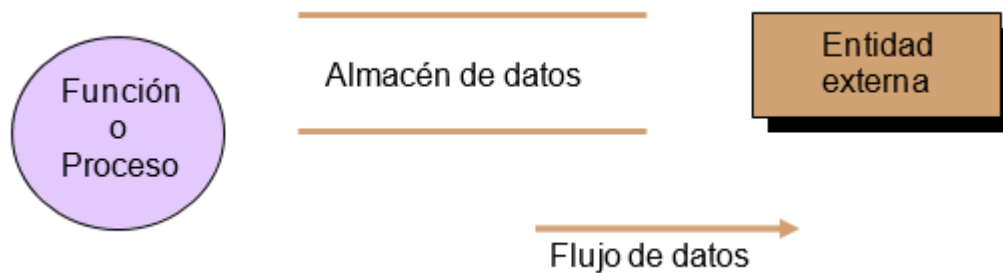 Función
o
Proceso
Almacén de datos
Entidad
externa
Flujo de datos